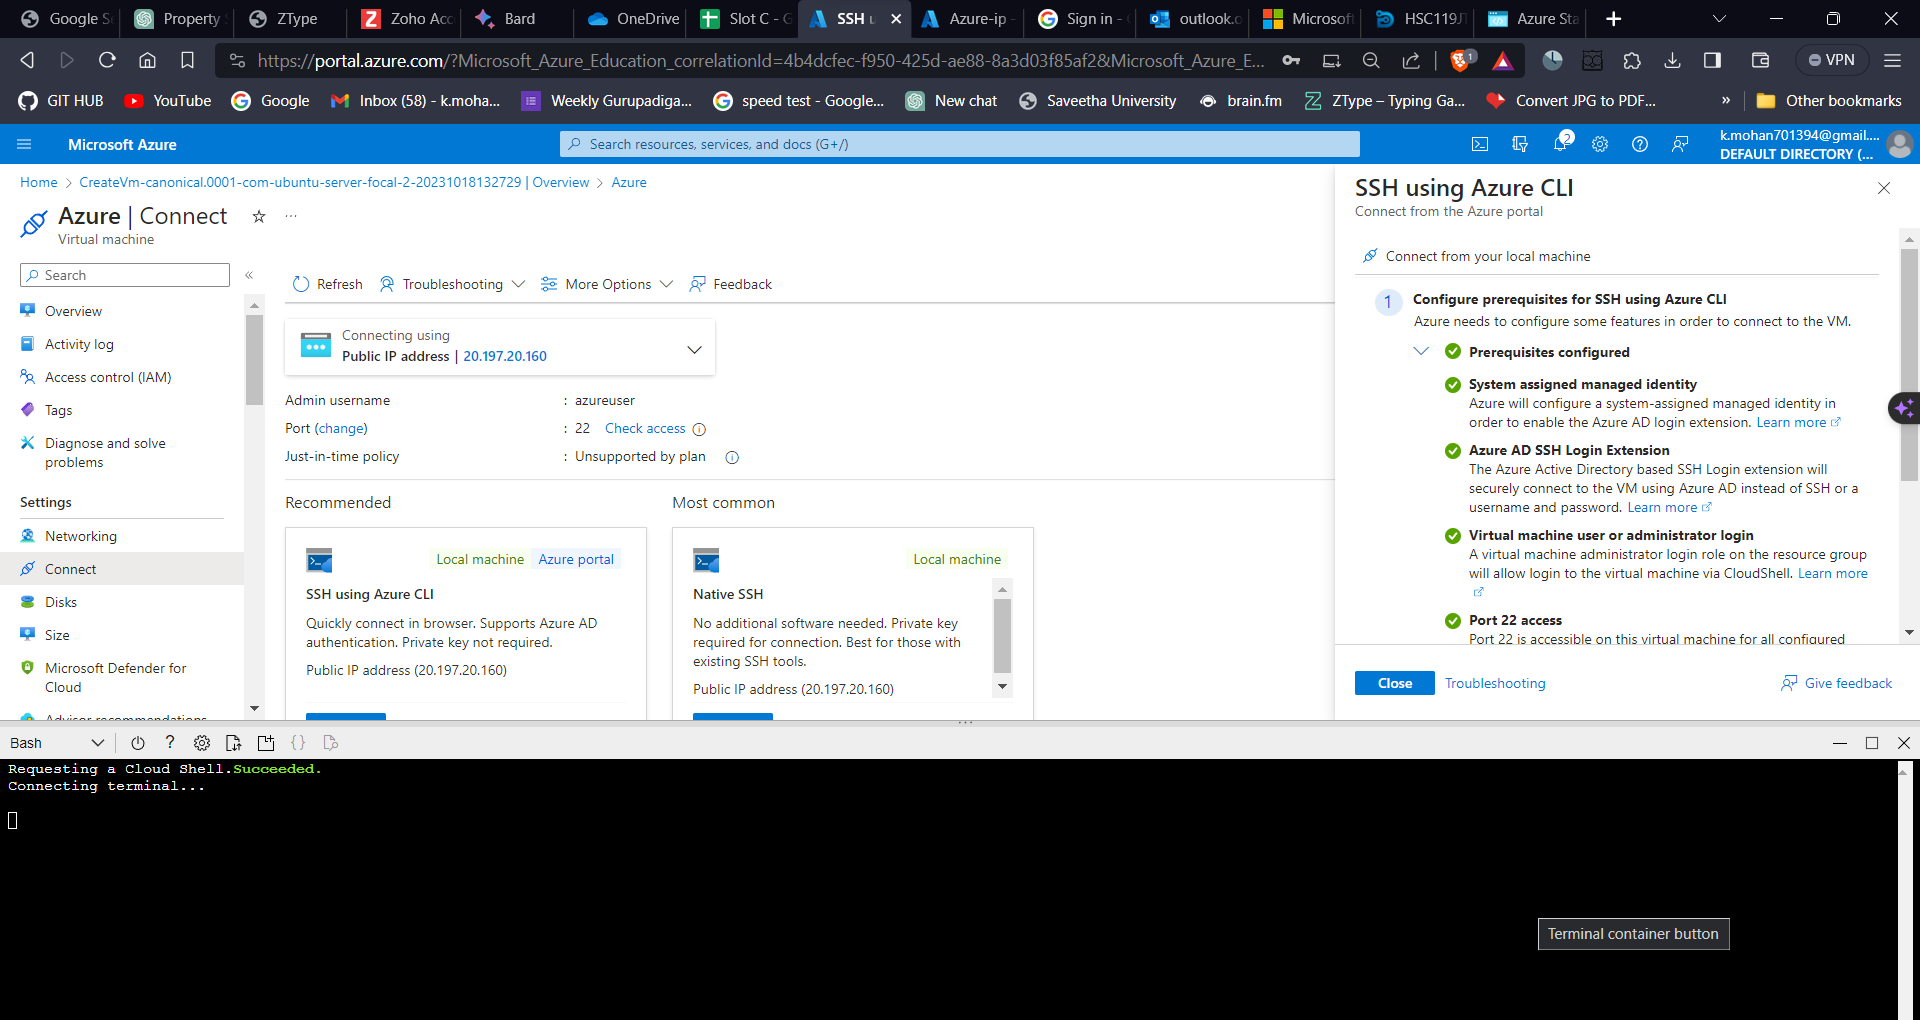 Google S
Property
ZType
Zoho Acc
Bard
OneDrive
Slot C - G
SSH u
Azure-ip -
Sign in -
outlook.o
Microsoft
HSC119J
Azure Sta
https://portal.azure.com/?Microsoft_Azure_Education_correlationId=4b4dcfec-f950-425d-ae88-8a3d03f85af2&Microsoft_Azure_E...
1
VPN
GIT HUB
YouTube
Google
Inbox (58) - k.moha...
Weekly Gurupadiga...
speed test - Google...
New chat
Saveetha University
brain.fm
ZType – Typing Ga...
Convert JPG to PDF...
»
Other bookmarks
Microsoft Azure
Search resources, services, and docs (G+/)
2
k.mohan701394@gmail....
DEFAULT DIRECTORY (...
Home > CreateVm-canonical.0001-com-ubuntu-server-focal-2-20231018132729 | Overview > Azure
Azure | Connect
Virtual machine
Search
«
Overview
Activity log
Access control (IAM)
Tags
Diagnose and solve
problems
Settings
Networking
Connect
Disks
Size
Microsoft Defender for
Cloud
Advisor recommendations
Refresh
Troubleshooting
More Options
Feedback
Connecting using
Public IP address | 20.197.20.160
Admin username : azureuser
Port (change) : 22 Check access
Just-in-time policy : Unsupported by plan
Recommended
Local machine
Azure portal
SSH using Azure CLI
Quickly connect in browser. Supports Azure AD
authentication. Private key not required.
Public IP address (20.197.20.160)
Most common
Local machine
Native SSH
No additional software needed. Private key
required for connection. Best for those with
existing SSH tools.
Public IP address (20.197.20.160)
SSH using Azure CLI
Connect from the Azure portal
Connect from your local machine
1
Configure prerequisites for SSH using Azure CLI
Azure needs to configure some features in order to connect to the VM.
Prerequisites configured
System assigned managed identity
Azure will configure a system-assigned managed identity in
order to enable the Azure AD login extension. Learn more
Azure AD SSH Login Extension
The Azure Active Directory based SSH Login extension will
securely connect to the VM using Azure AD instead of SSH or a
username and password. Learn more
Virtual machine user or administrator login
A virtual machine administrator login role on the resource group
will allow login to the virtual machine via CloudShell. Learn more
Port 22 access
Port 22 is accessible on this virtual machine for all configured
Close
Troubleshooting
Give feedback
Bash
?
{}
Requesting a Cloud Shell.Succeeded.
Connecting terminal...
Terminal container button